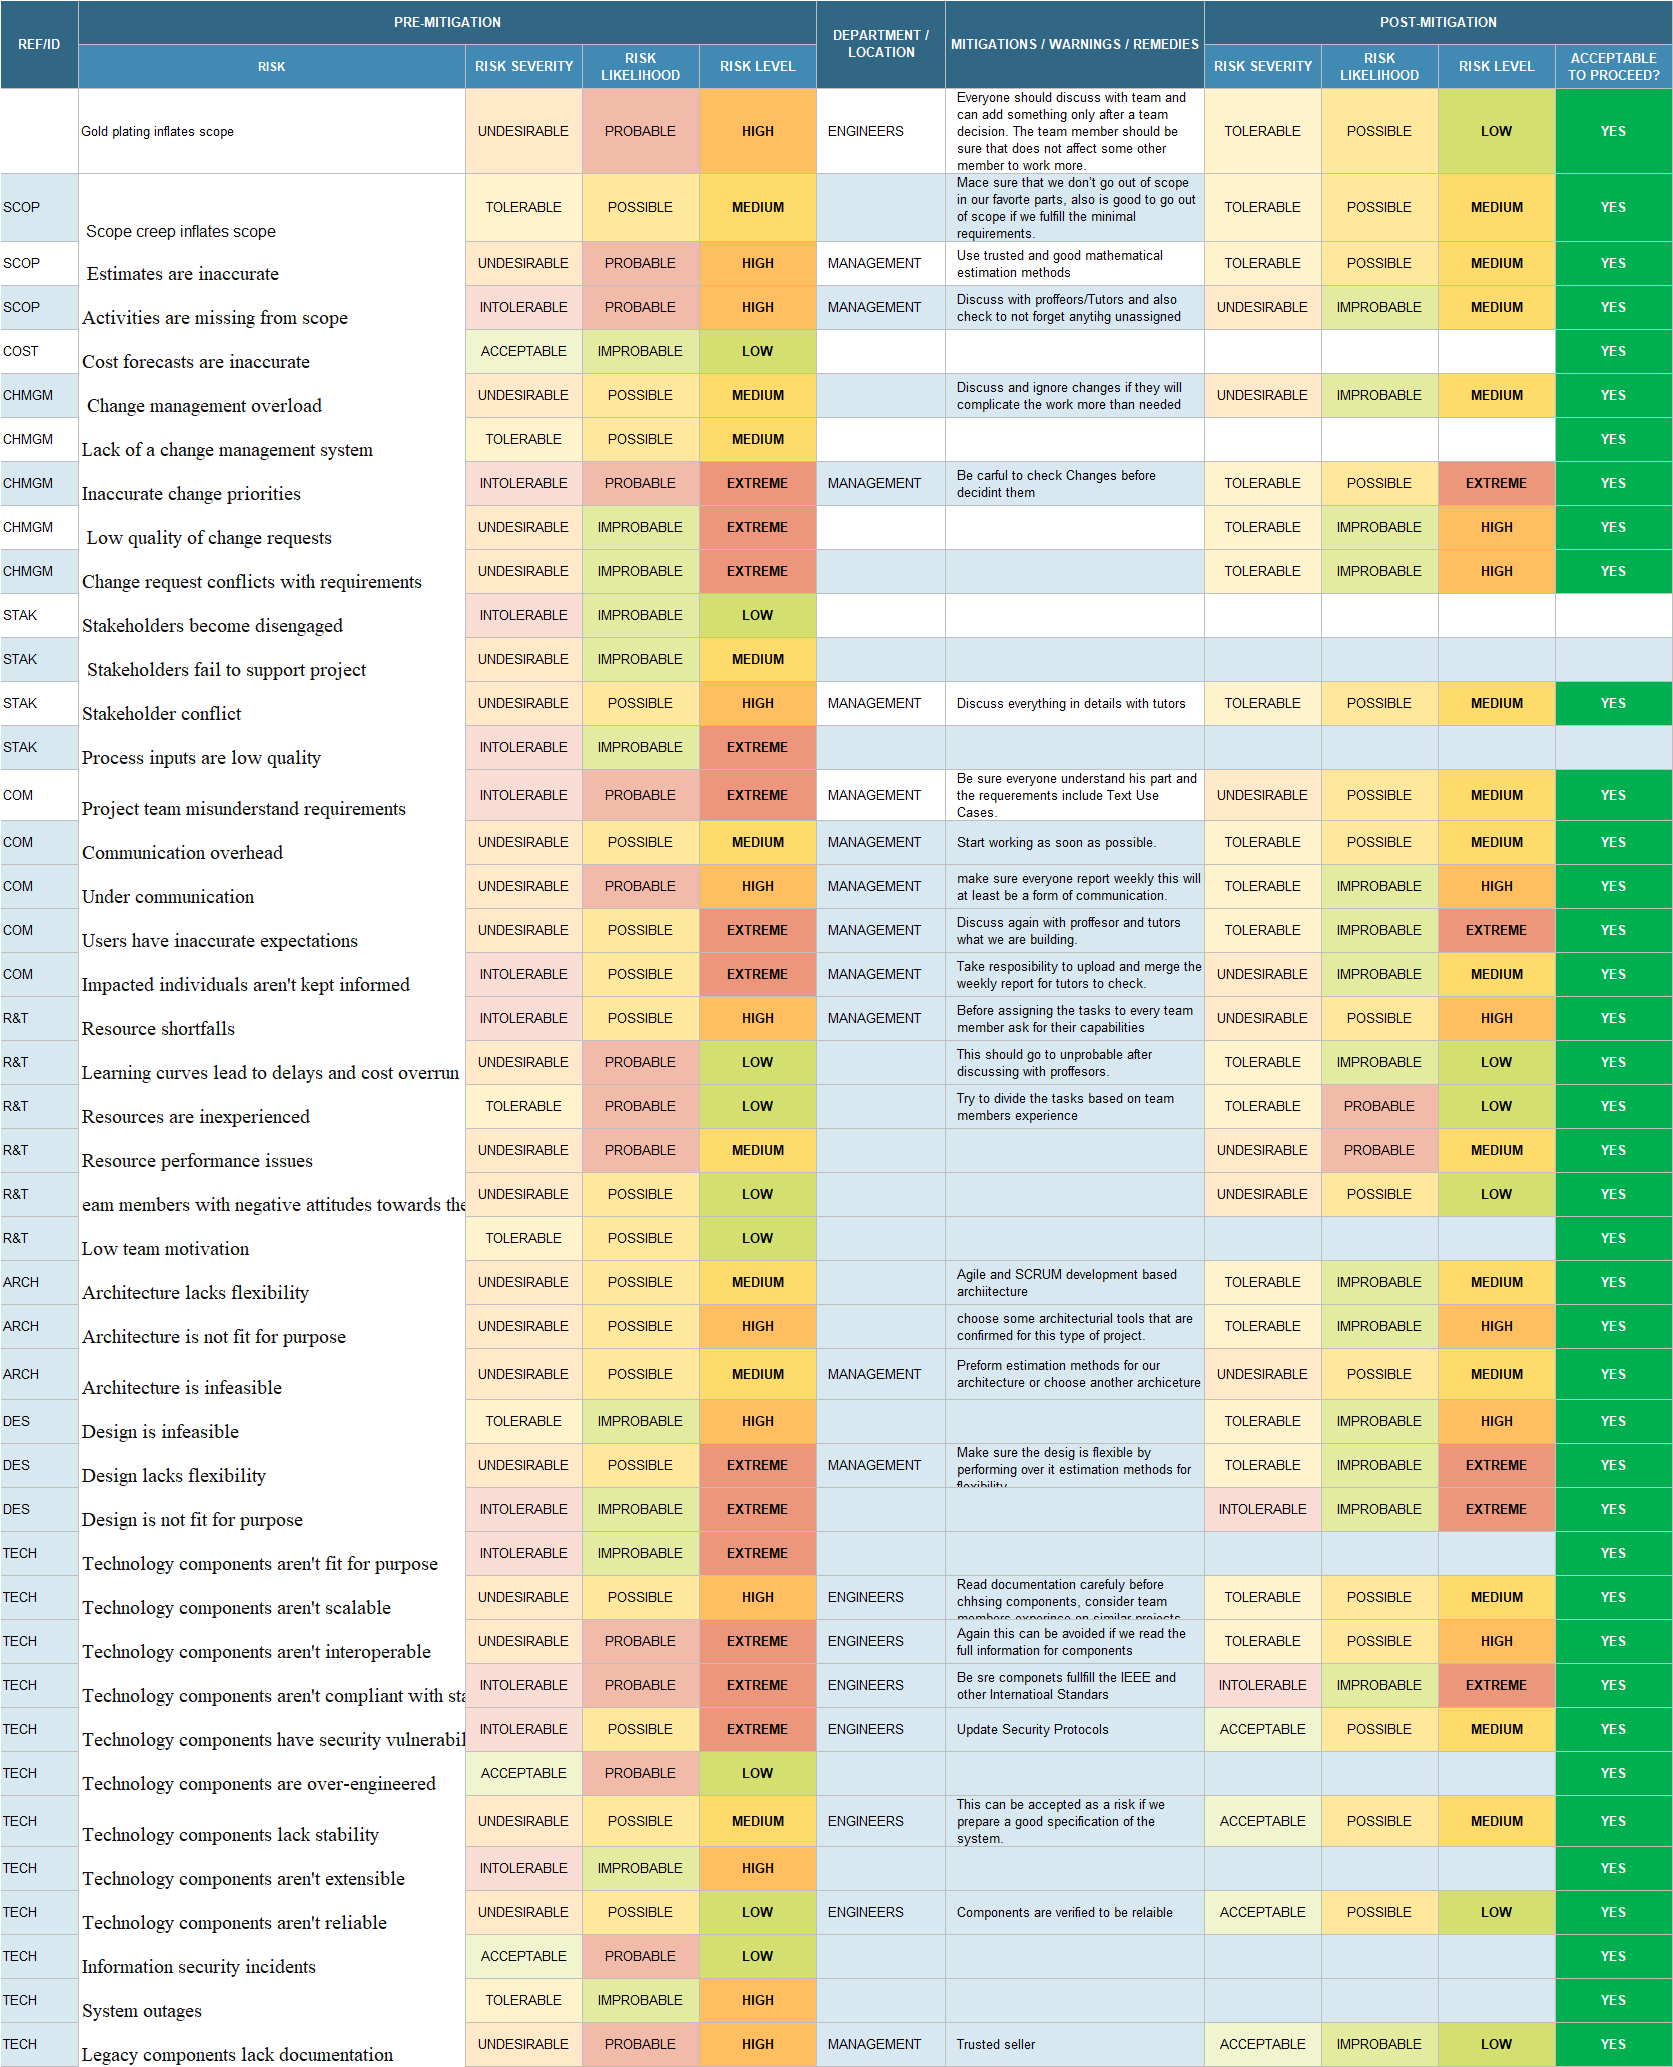 PRE-MITIGATION
POST-MITIGATION
REF/ID
DEPARTMENT /
LOCATION
MITIGATIONS / WARNINGS / REMEDIES
RISK
RISK SEVERITY
RISK
LIKELIHOOD
RISK LEVEL
RISK SEVERITY
RISK
LIKELIHOOD
RISK LEVEL
ACCEPTABLE
TO PROCEED?
Gold plating inflates scope UNDESIRABLE PROBABLE HIGH ENGINEERS
Everyone should discuss with team and
can add something only after a team
decision. The team member should be
sure that does not affect some other
member to work more.
TOLERABLE POSSIBLE LOW YES
SCOP Scope creep inflates scope TOLERABLE POSSIBLE MEDIUM
Mace sure that we don't go out of scope
in our favorte parts, also is good to go out
of scope if we fulfill the minimal
requirements.
TOLERABLE POSSIBLE MEDIUM YES
SCOP Estimates are inaccurate UNDESIRABLE PROBABLE HIGH MANAGEMENT
Use trusted and good mathematical
estimation methods
TOLERABLE POSSIBLE MEDIUM YES
SCOP Activities are missing from scope INTOLERABLE PROBABLE HIGH MANAGEMENT
Discuss with proffeors/Tutors and also
check to not forget anytihg unassigned
UNDESIRABLE IMPROBABLE MEDIUM YES
COST Cost forecasts are inaccurate ACCEPTABLE IMPROBABLE LOW YES
CHMGM Change management overload UNDESIRABLE POSSIBLE MEDIUM
Discuss and ignore changes if they will
complicate the work more than needed
UNDESIRABLE IMPROBABLE MEDIUM YES
CHMGM Lack of a change management system TOLERABLE POSSIBLE MEDIUM YES
CHMGM Inaccurate change priorities INTOLERABLE PROBABLE EXTREME MANAGEMENT
Be carful to check Changes before
decidint them
TOLERABLE POSSIBLE EXTREME YES
CHMGM Low quality of change requests UNDESIRABLE IMPROBABLE EXTREME TOLERABLE IMPROBABLE HIGH YES
CHMGM Change request conflicts with requirements UNDESIRABLE IMPROBABLE EXTREME TOLERABLE IMPROBABLE HIGH YES
STAK Stakeholders become disengaged INTOLERABLE IMPROBABLE LOW
STAK Stakeholders fail to support project UNDESIRABLE IMPROBABLE MEDIUM
STAK Stakeholder conflict UNDESIRABLE POSSIBLE HIGH MANAGEMENT Discuss everything in details with tutors TOLERABLE POSSIBLE MEDIUM YES
STAK Process inputs are low quality INTOLERABLE IMPROBABLE EXTREME
COM Project team misunderstand requirements INTOLERABLE PROBABLE EXTREME MANAGEMENT
Be sure everyone understand his part and
the requerements include Text Use
Cases.
UNDESIRABLE POSSIBLE MEDIUM YES
COM Communication overhead UNDESIRABLE POSSIBLE MEDIUM MANAGEMENT Start working as soon as possible. TOLERABLE POSSIBLE MEDIUM YES
COM Under communication UNDESIRABLE PROBABLE HIGH MANAGEMENT
make sure everyone report weekly this will
at least be a form of communication.
TOLERABLE IMPROBABLE HIGH YES
COM Users have inaccurate expectations UNDESIRABLE POSSIBLE EXTREME MANAGEMENT
Discuss again with proffesor and tutors
what we are building.
TOLERABLE IMPROBABLE EXTREME YES
COM Impacted individuals aren't kept informed INTOLERABLE POSSIBLE EXTREME MANAGEMENT
Take resposibility to upload and merge the
weekly report for tutors to check.
UNDESIRABLE IMPROBABLE MEDIUM YES
R&T Resource shortfalls INTOLERABLE POSSIBLE HIGH MANAGEMENT
Before assigning the tasks to every team
member ask for their capabilities
UNDESIRABLE POSSIBLE HIGH YES
R&T Learning curves lead to delays and cost overrun UNDESIRABLE PROBABLE LOW
This should go to unprobable after
discussing with proffesors.
TOLERABLE IMPROBABLE LOW YES
R&T Resources are inexperienced TOLERABLE PROBABLE LOW
Try to divide the tasks based on team
members experience
TOLERABLE PROBABLE LOW YES
R&T Resource performance issues UNDESIRABLE PROBABLE MEDIUM UNDESIRABLE PROBABLE MEDIUM YES
R&T eam members with negative attitudes towards the UNDESIRABLE POSSIBLE LOW UNDESIRABLE POSSIBLE LOW YES
R&T Low team motivation TOLERABLE POSSIBLE LOW YES
ARCH Architecture lacks flexibility UNDESIRABLE POSSIBLE MEDIUM
Agile and SCRUM development based
archiitecture
TOLERABLE IMPROBABLE MEDIUM YES
ARCH Architecture is not fit for purpose UNDESIRABLE POSSIBLE HIGH
choose some architecturial tools that are
confirmed for this type of project.
TOLERABLE IMPROBABLE HIGH YES
ARCH Architecture is infeasible UNDESIRABLE POSSIBLE MEDIUM MANAGEMENT
Preform estimation methods for our
architecture or choose another archiceture
UNDESIRABLE POSSIBLE MEDIUM YES
DES Design is infeasible TOLERABLE IMPROBABLE HIGH TOLERABLE IMPROBABLE HIGH YES
DES Design lacks flexibility UNDESIRABLE POSSIBLE EXTREME MANAGEMENT
Make sure the desig is flexible by
performing over it estimation methods for
flexibility
TOLERABLE IMPROBABLE EXTREME YES
DES Design is not fit for purpose INTOLERABLE IMPROBABLE EXTREME INTOLERABLE IMPROBABLE EXTREME YES
TECH Technology components aren't fit for purpose INTOLERABLE IMPROBABLE EXTREME YES
TECH Technology components aren't scalable UNDESIRABLE POSSIBLE HIGH ENGINEERS
Read documentation carefuly before
chhsing components, consider team
members experince on similar projects
TOLERABLE POSSIBLE MEDIUM YES
TECH Technology components aren't interoperable UNDESIRABLE PROBABLE EXTREME ENGINEERS
Again this can be avoided if we read the
full information for components
TOLERABLE POSSIBLE HIGH YES
TECH Technology components aren't compliant with sta INTOLERABLE PROBABLE EXTREME ENGINEERS
Be sre componets fullfill the IEEE and
other Internatioal Standars
INTOLERABLE IMPROBABLE EXTREME YES
TECH Technology components have security vulnerabil INTOLERABLE POSSIBLE EXTREME ENGINEERS Update Security Protocols ACCEPTABLE POSSIBLE MEDIUM YES
TECH Technology components are over-engineered ACCEPTABLE PROBABLE LOW YES
TECH Technology components lack stability UNDESIRABLE POSSIBLE MEDIUM ENGINEERS
This can be accepted as a risk if we
prepare a good specification of the
system.
ACCEPTABLE POSSIBLE MEDIUM YES
TECH Technology components aren't extensible INTOLERABLE IMPROBABLE HIGH YES
TECH Technology components aren't reliable UNDESIRABLE POSSIBLE LOW ENGINEERS Components are verified to be relaible ACCEPTABLE POSSIBLE LOW YES
TECH Information security incidents ACCEPTABLE PROBABLE LOW YES
TECH System outages TOLERABLE IMPROBABLE HIGH YES
TECH Legacy components lack documentation UNDESIRABLE PROBABLE HIGH MANAGEMENT Trusted seller ACCEPTABLE IMPROBABLE LOW YES